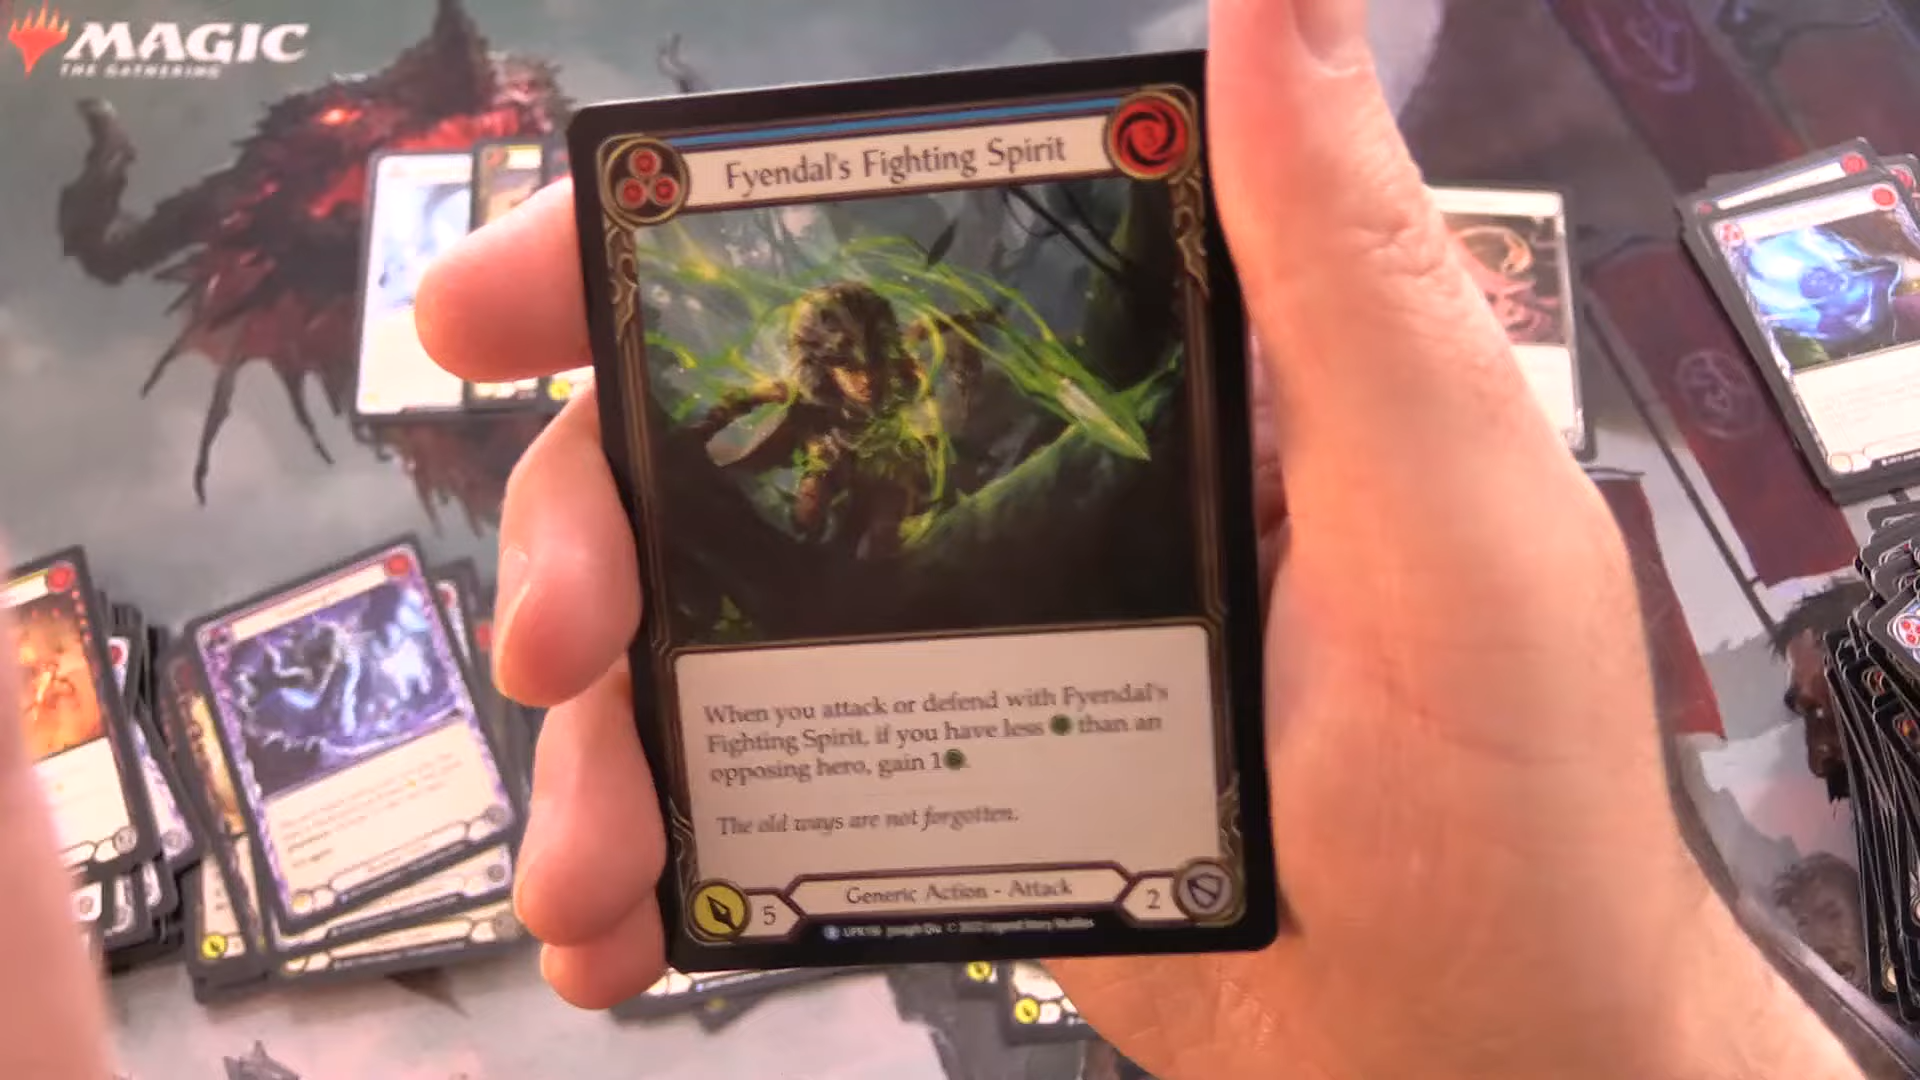 MAGIC
THE GATHERING
Fyendal's Fighting Spirit
When you attack or defend with Fyendal's
Fighting Spirit, if you have less than an
opposing hero, gain 1
The old ways are not forgotten.
5
Generic Action - Attack
2